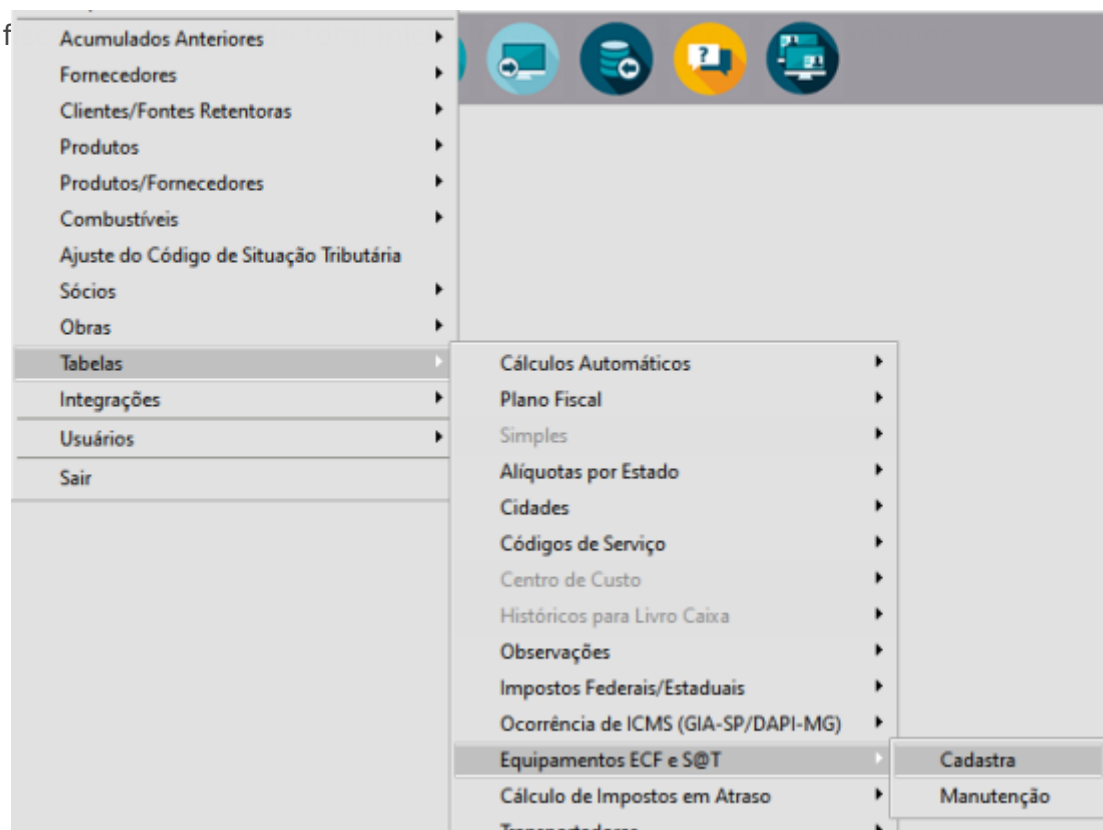 f
Acumulados Anteriores
Fornecedores
Clientes/Fontes Retentoras
Produtos
Produtos/Fornecedores
Combustíveis
Ajuste do Código de Situação Tributária
Sócios
Obras
Tabelas
Integrações
Usuários
Sair
Cálculos Automáticos
Plano Fiscal
Simples
Alíquotas por Estado
Cidades
Códigos de Serviço
Centro de Custo
Históricos para Livro Caixa
Observações
Impostos Federais/Estaduais
Ocorrência de ICMS (GIA-SP/DAPI-MG)
Equipamentos ECF e S@T
Cálculo de Impostos em Atraso
Cadastra
Manutenção